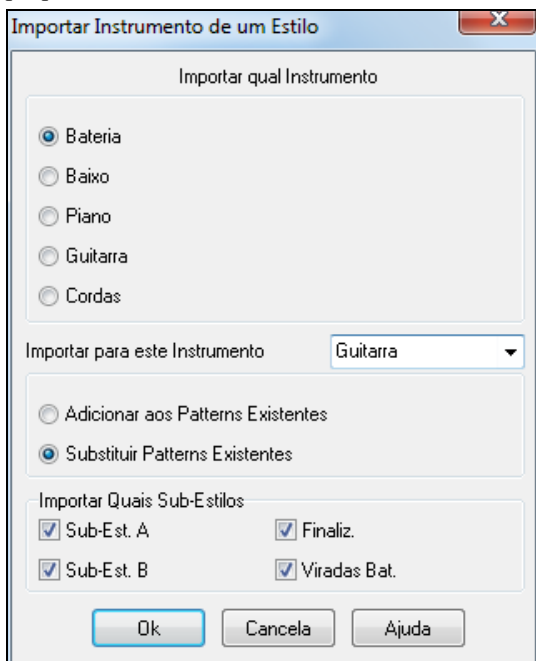 Importar Instrumento de um Estilo
Importar qual Instrumento
Bateria
Baixo
Piano
Guitarra
Cordas
Importar para este Instrumento Guitarra
Adicionar aos Patterns Existentes
Substituir Patterns Existentes
Importar Quais Sub-Estilos
Sub-Est. A Finaliz.
Sub-Est. B Viradas Bat.
Ok Cancela Ajuda